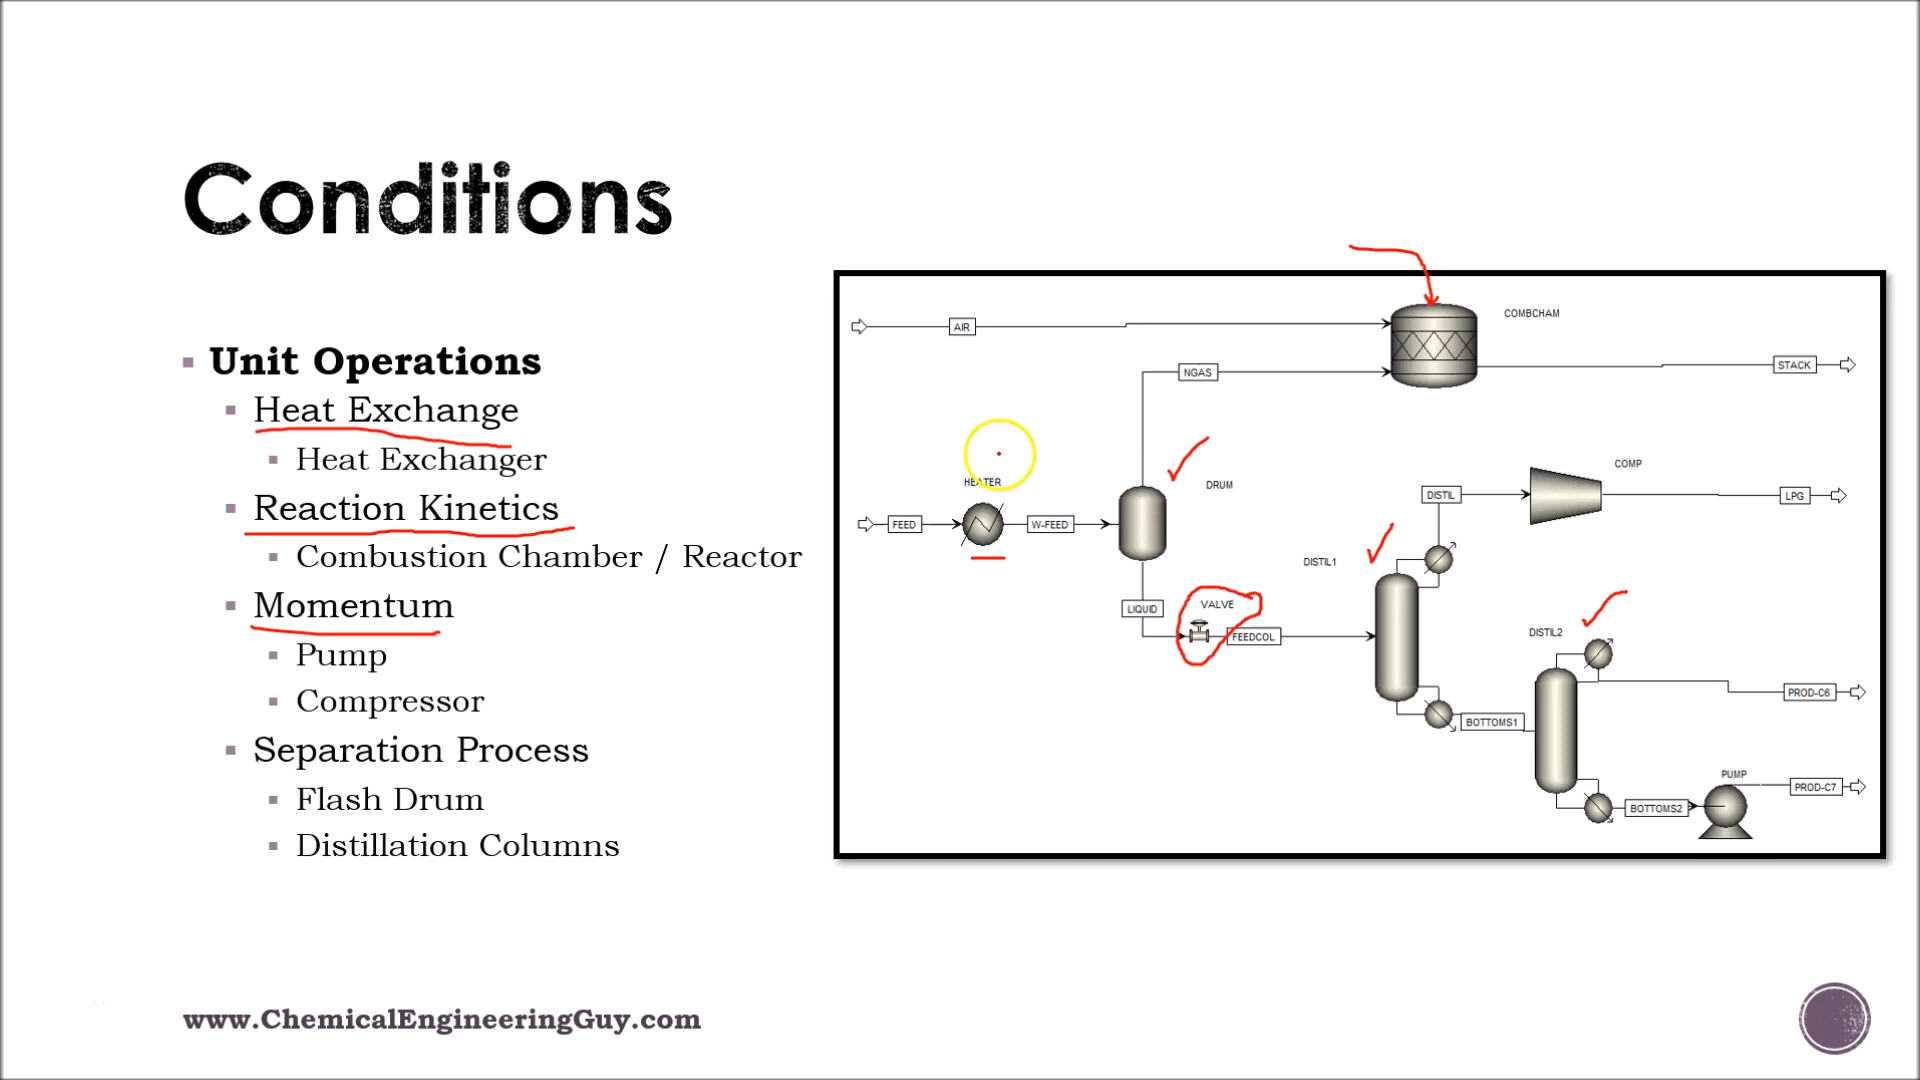 Conditions
Unit Operations
Heat Exchange
Heat Exchanger
Reaction Kinetics
Combustion Chamber / Reactor
Momentum
Pump
Compressor
Separation Process
Flash Drum
Distillation Columns
COMBCHAM
AIR
STACK
NGAS
COMP
HEATER
DRUM
DISTIL
LPG
FEED
W-FEED
DISTIL1
LIQUID
VALVE
FEEDCOL
DISTIL2
PROD-C6
BOTTOMS1
PUMP
PROD-C7
BOTTOMS2
www.ChemicalEngineeringGuy.com